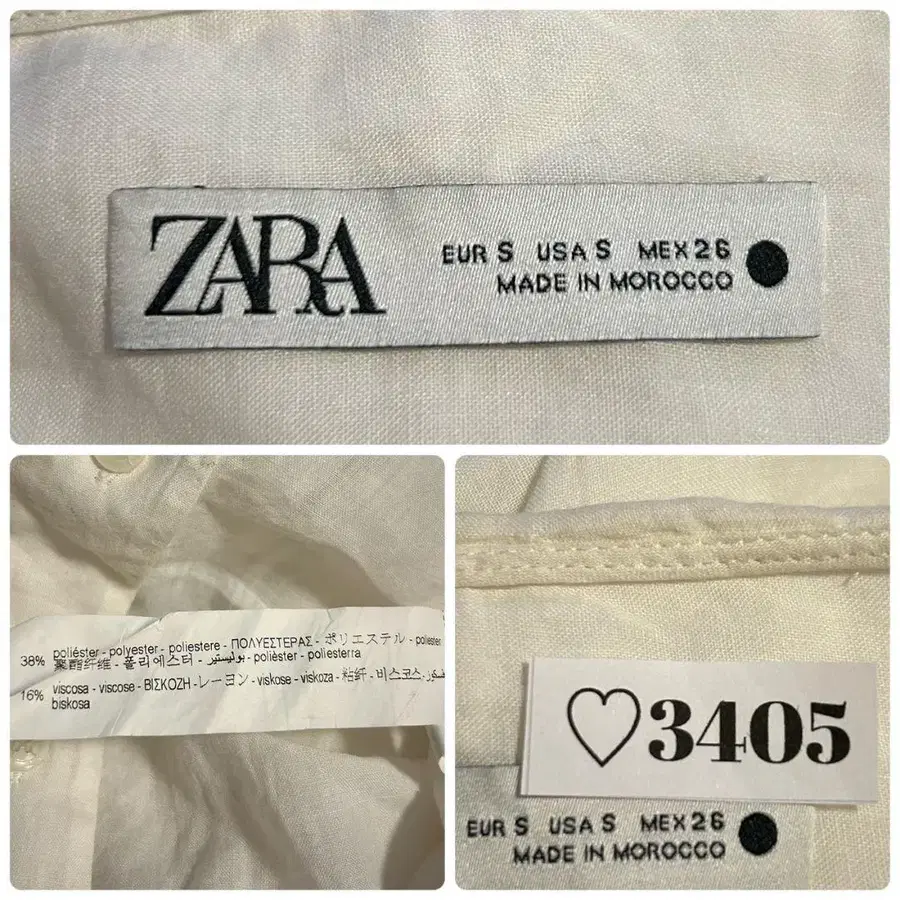 ZARA
EUR S USA S MEX 26
MADE IN MOROCCO
38% poliéster - polyester - poliestere - ΠΟΛΥΕΣΤΕΡΑΣ - ポリエステル - poliester
聚酯纤维 - 폴리에스터 - بوليستير - polièster - poliesterra
16% viscosa - viscose - ΒΙΣΚΟΖΗ - レーヨン - viskose - viskoza - 粘纤 - 비스코스 -
biskosa
♡3405
EUR S USA S MEX 26
MADE IN MOROCCO